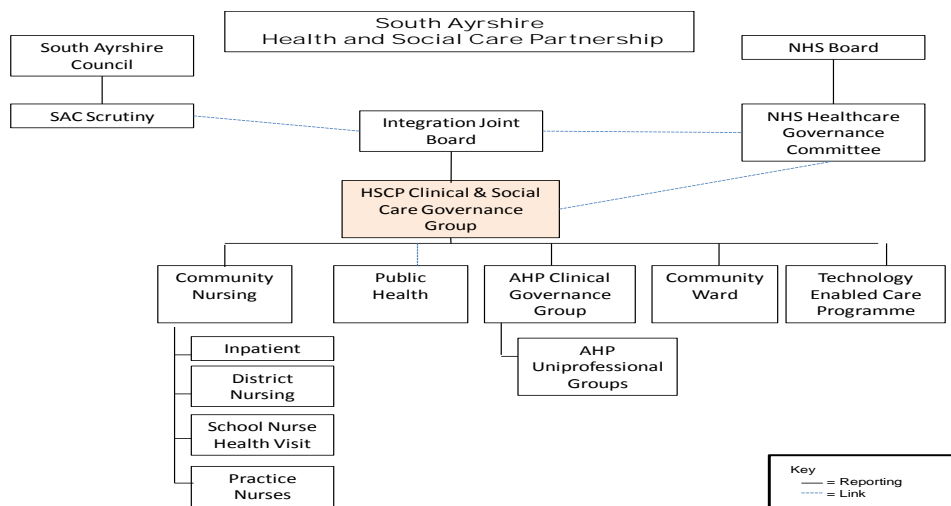 South Ayrshire
Health and Social Care Partnership
South Ayrshire
Council
NHS Board
SAC Scrutiny
Integration Joint
Board
NHS Healthcare
Governance
Committee
HSCP Clinical & Social
Care Governance
Group
Community
Nursing
Public
Health
AHP Clinical
Governance
Group
Community
Ward
Technology
Enabled Care
Programme
Inpatient
District
Nursing
School Nurse
Health Visit
Practice
Nurses
AHP
Uniprofessional
Groups
Key
= Reporting
= Link